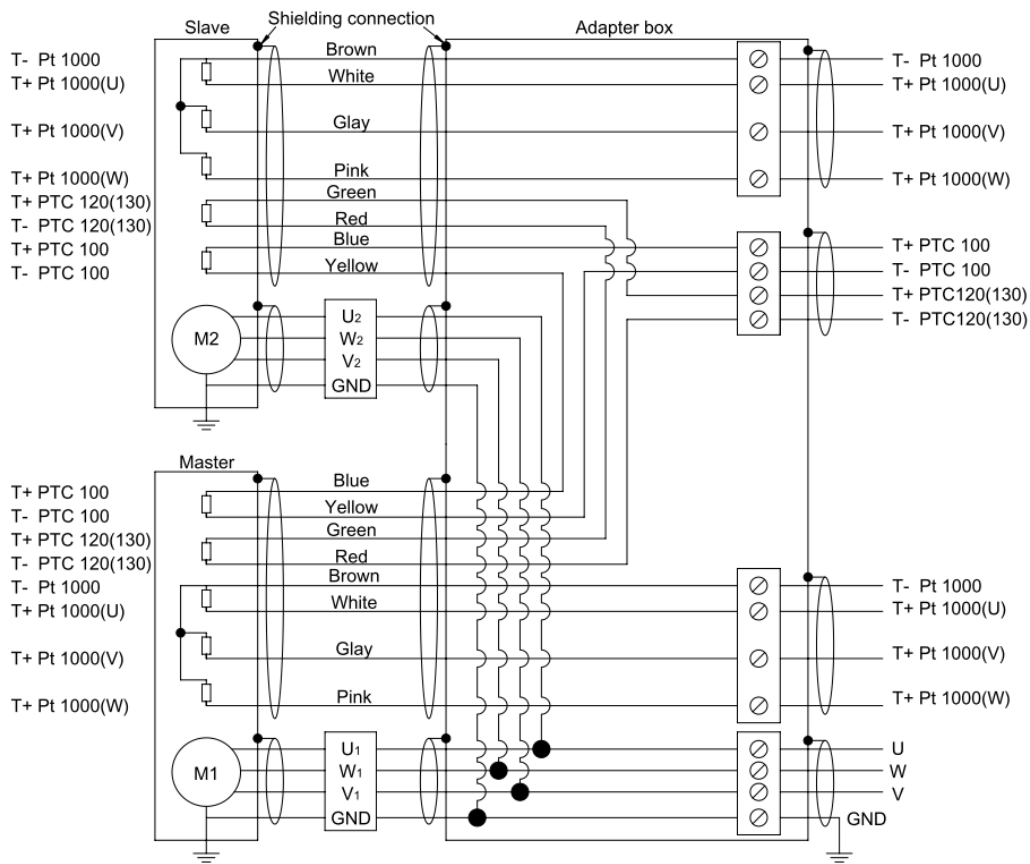 Slave
Shielding connection
Adapter box
T- Pt 1000
T+ Pt 1000(U)
T+ Pt 1000(V)
T+ Pt 1000(W)
T+ PTC 120(130)
T- PTC 120(130)
T+ PTC 100
T- PTC 100
Brown
White
Glay
Pink
Green
Red
Blue
Yellow
T- Pt 1000
T+ Pt 1000(U)
T+ Pt 1000(V)
T+ Pt 1000(W)
T+ PTC 100
T- PTC 100
T+ PTC120(130)
T- PTC120(130)
M2
U2
W2
V2
GND
Master
T+ PTC 100
T- PTC 100
T+ PTC 120(130)
T- PTC 120(130)
T- Pt 1000
T+ Pt 1000(U)
T+ Pt 1000(V)
T+ Pt 1000(W)
Blue
Yellow
Green
Red
Brown
White
Glay
Pink
T- Pt 1000
T+ Pt 1000(U)
T+ Pt 1000(V)
T+ Pt 1000(W)
M1
U1
W1
V1
GND
U
W
V
GND